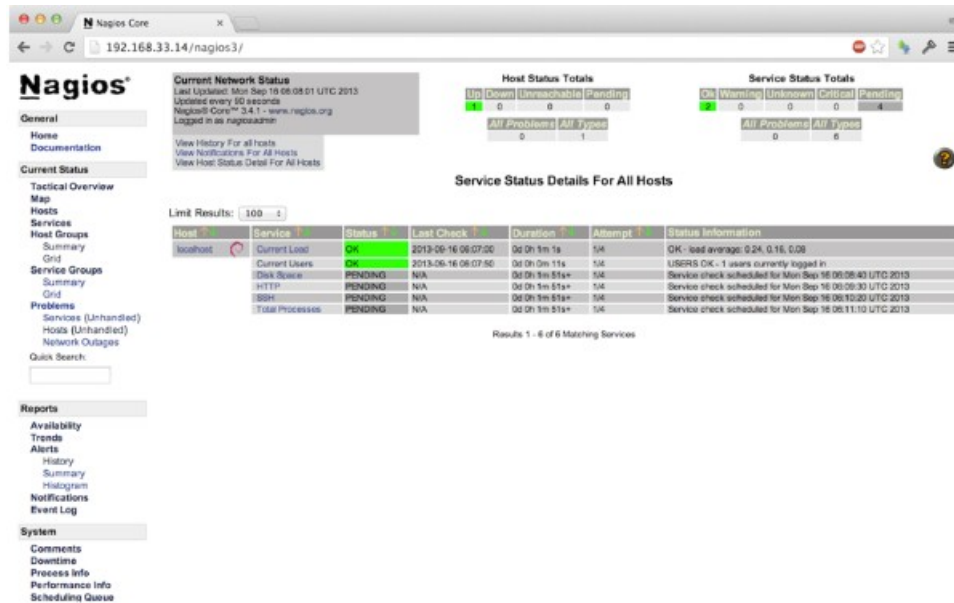 Nagios Core
192.168.33.14/nagios3/
Nagios®
General
Home
Documentation
Current Status
Tactical Overview
Map
Hosts
Services
Host Groups
Summary
Grid
Service Groups
Summary
Grid
Problems
Services (Unhandled)
Hosts (Unhandled)
Network Outages
Quick Search:
Reports
Availability
Trends
Alerts
History
Summary
Histogram
Notifications
Event Log
System
Comments
Downtime
Process Info
Performance Info
Scheduling Queue
Current Network Status
Last Updated: Mon Sep 16 06:08:01 UTC 2013
Updated every 90 seconds
Nagios® Core™ 3.4.1 - www.nagios.org
Logged in as nagiosadmin
View History For all hosts
View Notifications For All Hosts
View Host Status Detail For All Hosts
Host Status Totals
Up Down Unreachable Pending
1 0 0 0
All Problems All Types
0 1
Service Status Totals
Ok Warning Unknown Critical Pending
2 0 0 0 4
All Problems All Types
0 6
Service Status Details For All Hosts
Limit Results: 100
Host Service Status Last Check Duration Attempt Status Information
localhost Current Load OK 2013-09-16 06:07:00 0d 0h 1m 1s 1/4 OK - load average: 0.24, 0.16, 0.08
Current Users OK 2013-09-16 06:07:50 0d 0h 0m 11s 1/4 USERS OK - 1 users currently logged in
Disk Space PENDING N/A 0d 0h 1m 51s+ 1/4 Service check scheduled for Mon Sep 16 06:08:40 UTC 2013
HTTP PENDING N/A 0d 0h 1m 51s+ 1/4 Service check scheduled for Mon Sep 16 06:09:30 UTC 2013
SSH PENDING N/A 0d 0h 1m 51s+ 1/4 Service check scheduled for Mon Sep 16 06:10:20 UTC 2013
Total Processes PENDING N/A 0d 0h 1m 51s+ 1/4 Service check scheduled for Mon Sep 16 06:11:10 UTC 2013
Results 1 - 6 of 6 Matching Services